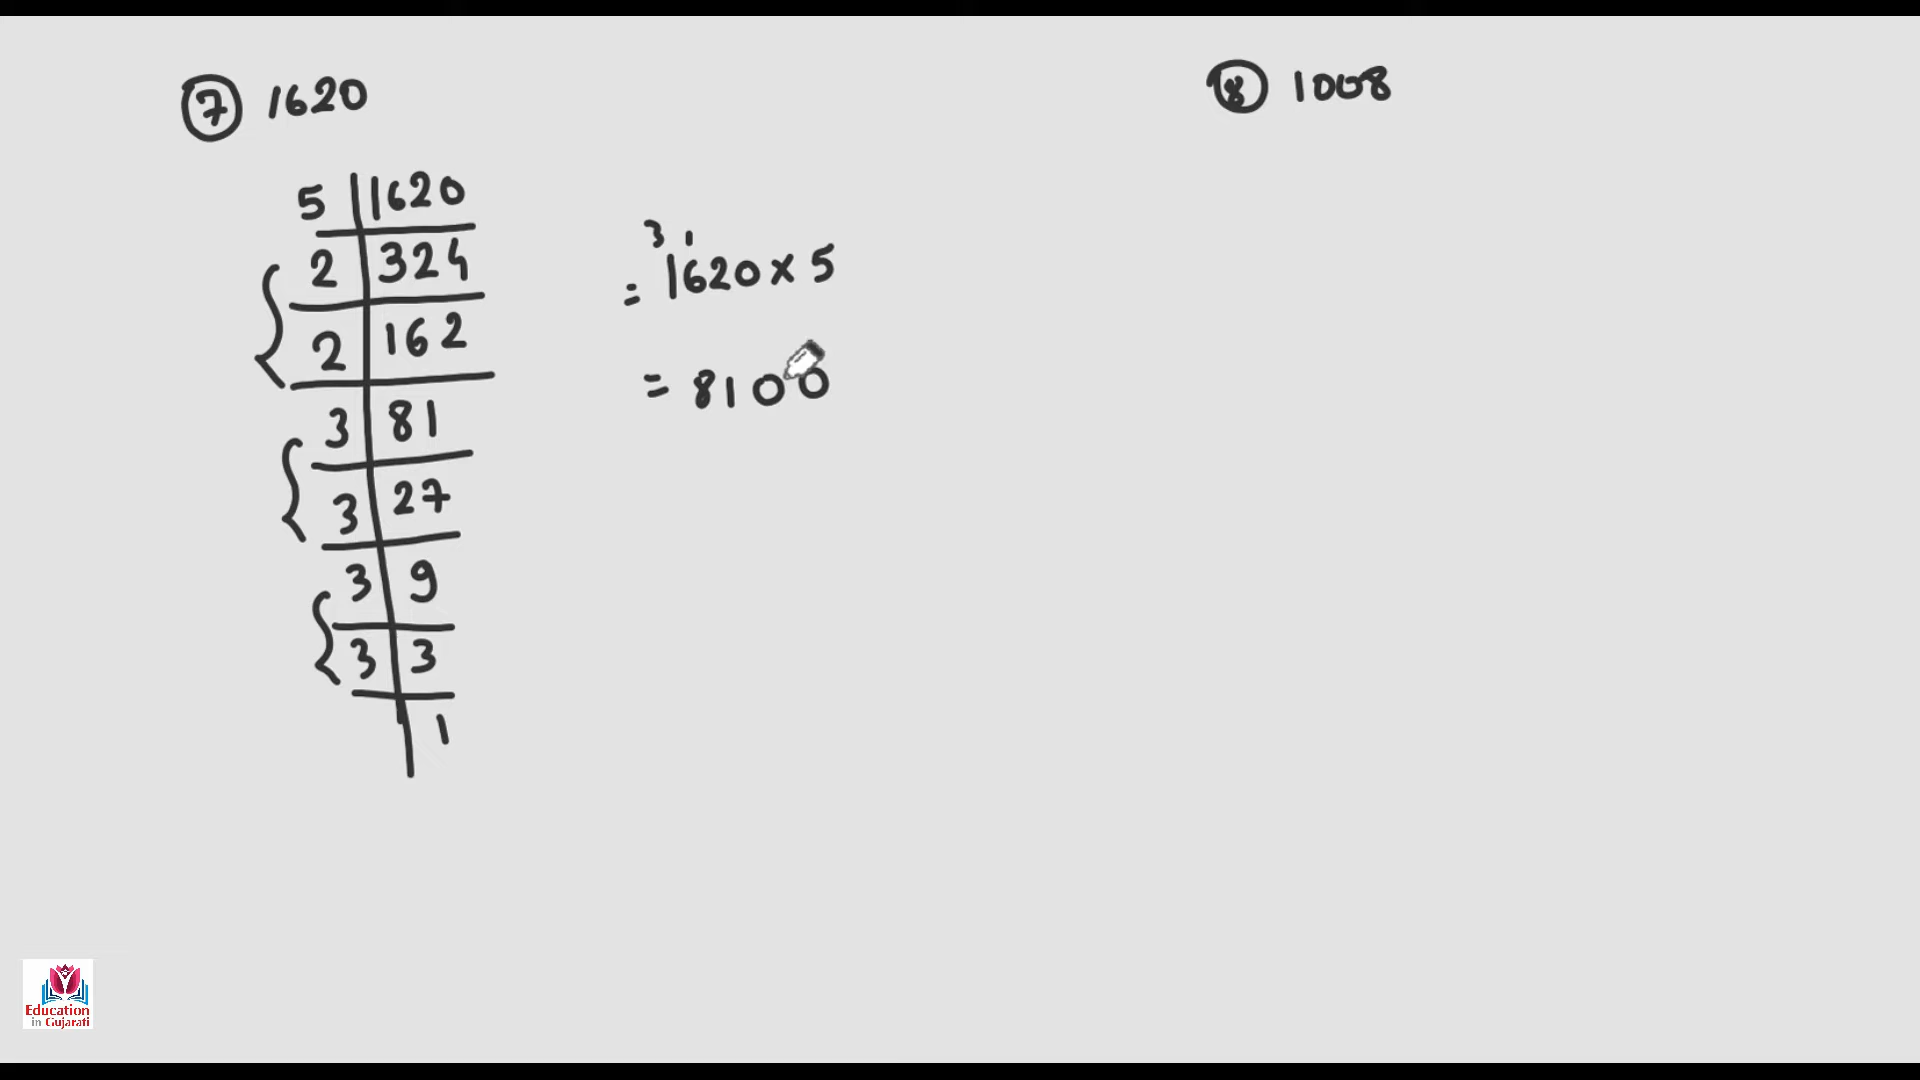 7 1620
5 | 1620
2 | 324
2 | 162
3 | 81
3 | 27
3 | 9
3 | 3
1
3 1
= 1620 x 5
= 8100
8 1008
Education
in Gujarati